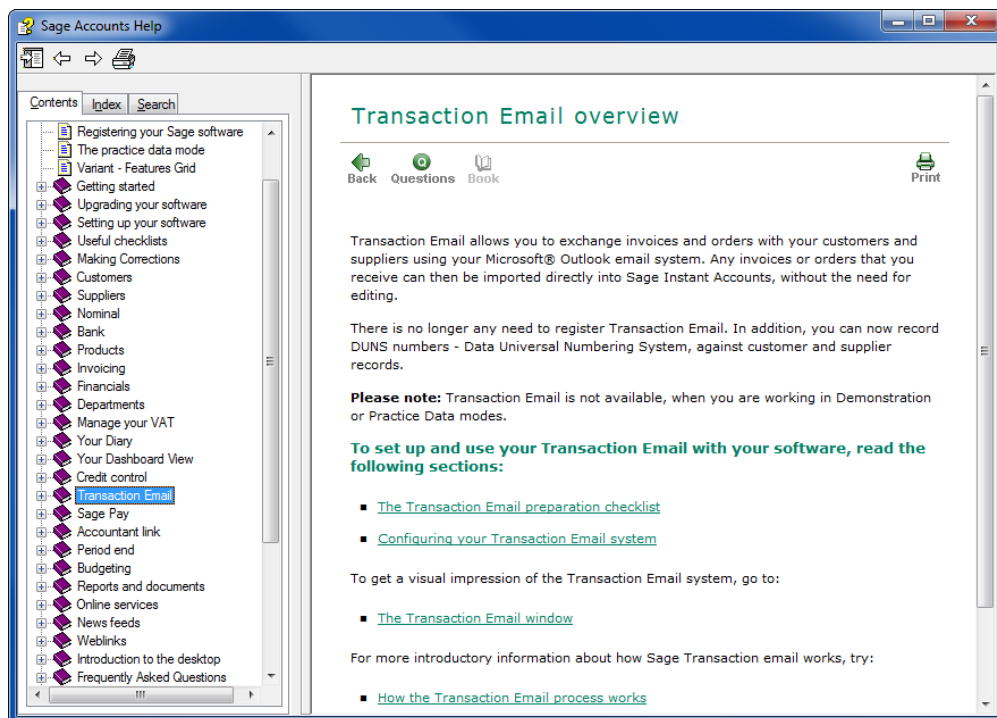 Sage Accounts Help
Contents
Index
Search
Registering your Sage software
The practice data mode
Variant - Features Grid
Getting started
Upgrading your software
Setting up your software
Useful checklists
Making Corrections
Customers
Suppliers
Nominal
Bank
Products
Invoicing
Financials
Departments
Manage your VAT
Your Diary
Your Dashboard View
Credit control
Transaction Email
Sage Pay
Accountant link
Period end
Budgeting
Reports and documents
Online services
News feeds
Weblinks
Introduction to the desktop
Frequently Asked Questions
Transaction Email overview
Back Questions Book Print
Transaction Email allows you to exchange invoices and orders with your customers and
suppliers using your Microsoft® Outlook email system. Any invoices or orders that you
receive can then be imported directly into Sage Instant Accounts, without the need for
editing.
There is no longer any need to register Transaction Email. In addition, you can now record
DUNS numbers - Data Universal Numbering System, against customer and supplier
records.
Please note: Transaction Email is not available, when you are working in Demonstration
or Practice Data modes.
To set up and use your Transaction Email with your software, read the
following sections:
The Transaction Email preparation checklist
Configuring your Transaction Email system
To get a visual impression of the Transaction Email system, go to:
The Transaction Email window
For more introductory information about how Sage Transaction email works, try:
How the Transaction Email process works